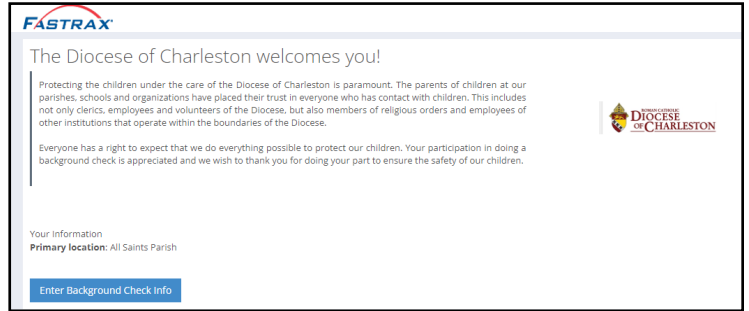 FASTRAX
The Diocese of Charleston welcomes you!
Protecting the children under the care of the Diocese of Charleston is paramount. The parents of children at our
parishes, schools and organizations have placed their trust in everyone who has contact with children. This includes
not only clerics, employees and volunteers of the Diocese, but also members of religious orders and employees of
other institutions that operate within the boundaries of the Diocese.
Everyone has a right to expect that we do everything possible to protect our children. Your participation in doing a
background check is appreciated and we wish to thank you for doing your part to ensure the safety of our children.
ROMAN CATHOLIC
DIOCESE
OF CHARLESTON
Your Information
Primary location: All Saints Parish
Enter Background Check Info